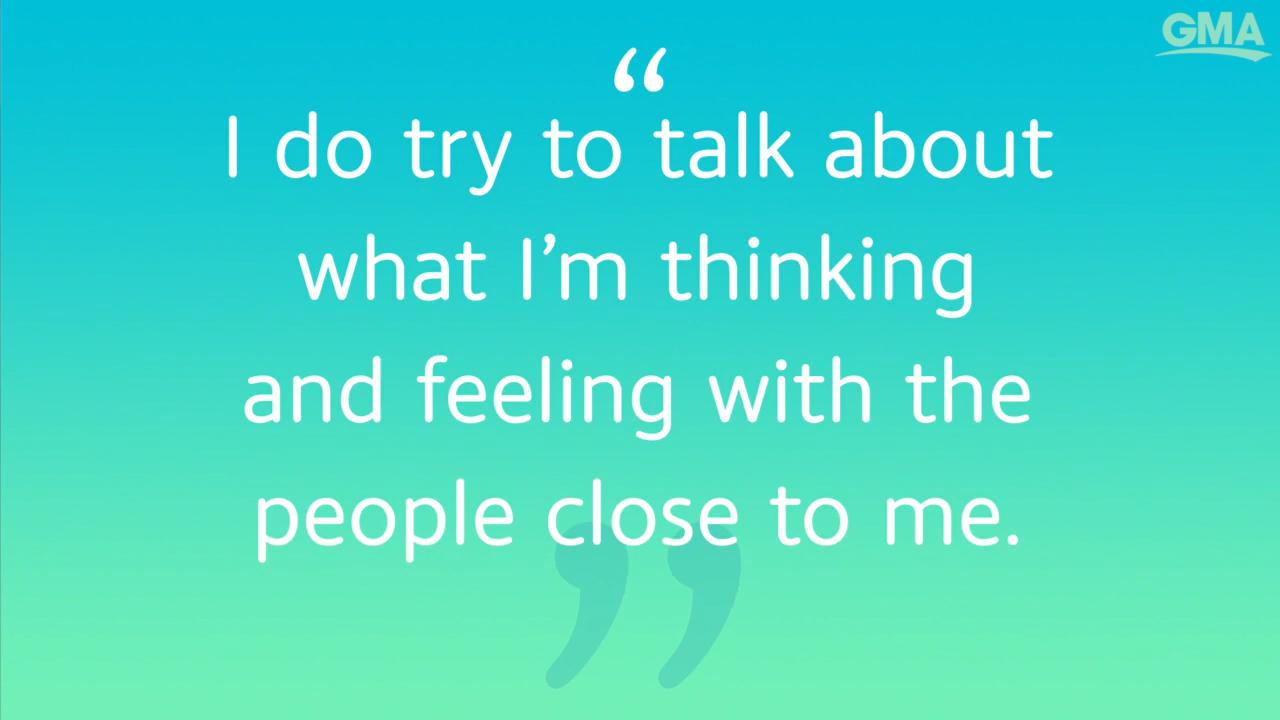 GMA
“
I do try to talk about
what I’m thinking
and feeling with the
people close to me.
”